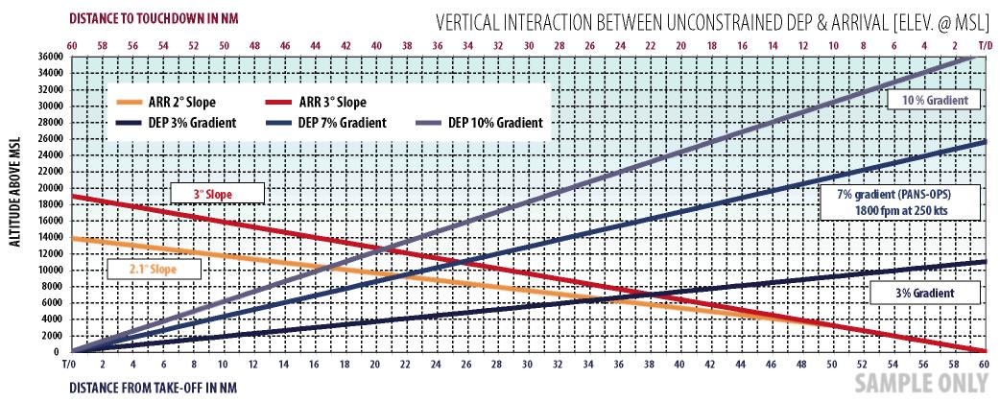 DISTANCE TO TOUCHDOWN IN NM
VERTICAL INTERACTION BETWEEN UNCONSTRAINED DEP & ARRIVAL [ELEV. @ MSL]
60 58 56 54 52 50 48 46 44 42 40 38 36 34 32 30 28 26 24 22 20 18 16 14 12 10 8 6 4 2 T/D
36000
34000
32000
30000
28000
26000
24000
22000
20000
18000
16000
14000
12000
10000
8000
6000
4000
2000
0
ALTITUDE ABOVE MSL
ARR 2° Slope ARR 3° Slope
DEP 3% Gradient DEP 7% Gradient DEP 10% Gradient
10% Gradient
3° Slope
7% gradient (PANS-OPS)
1800 fpm at 250 kts
2.1° Slope
3% Gradient
T/O 2 4 6 8 10 12 14 16 18 20 22 24 26 28 30 32 34 36 38 40 42 44 46 48 50 52 54 56 58 60
DISTANCE FROM TAKE-OFF IN NM
SAMPLE ONLY